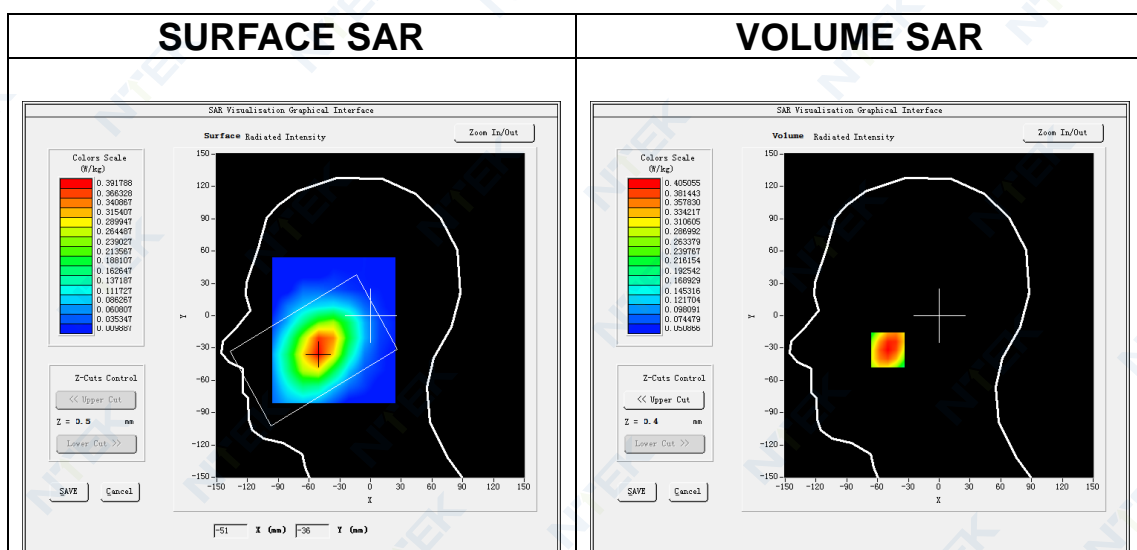 SURFACE SAR
VOLUME SAR
SAR Visualisation Graphical Interface
Surface Radiated Intensity
Zoom In/Out
Colors Scale
(W/kg)
0.391788
0.366328
0.340867
0.315407
0.289947
0.264487
0.239027
0.213567
0.188107
0.162647
0.137187
0.111727
0.086267
0.060807
0.035347
0.009887
Z-Cuts Control
<< Upper Cut
Z = 0.5 mm
Lower Cut >>
SAVE Cancel
150
120
90
60
30
0
-30
-60
-90
-120
-150
Y
-150 -120 -90 -60 -30 0 30 60 90 120 150
X
-51 X (mm) -36 Y (mm)
SAR Visualisation Graphical Interface
Volume Radiated Intensity
Zoom In/Out
Colors Scale
(W/kg)
0.405055
0.381443
0.357830
0.334217
0.310605
0.286992
0.263379
0.239767
0.216154
0.192542
0.168929
0.145316
0.121704
0.098091
0.074479
0.050866
Z-Cuts Control
<< Upper Cut
Z = 0.4 mm
Lower Cut >>
SAVE Cancel
150
120
90
60
30
0
-30
-60
-90
-120
-150
Y
-150 -120 -90 -60 -30 0 30 60 90 120 150
X
NTEK